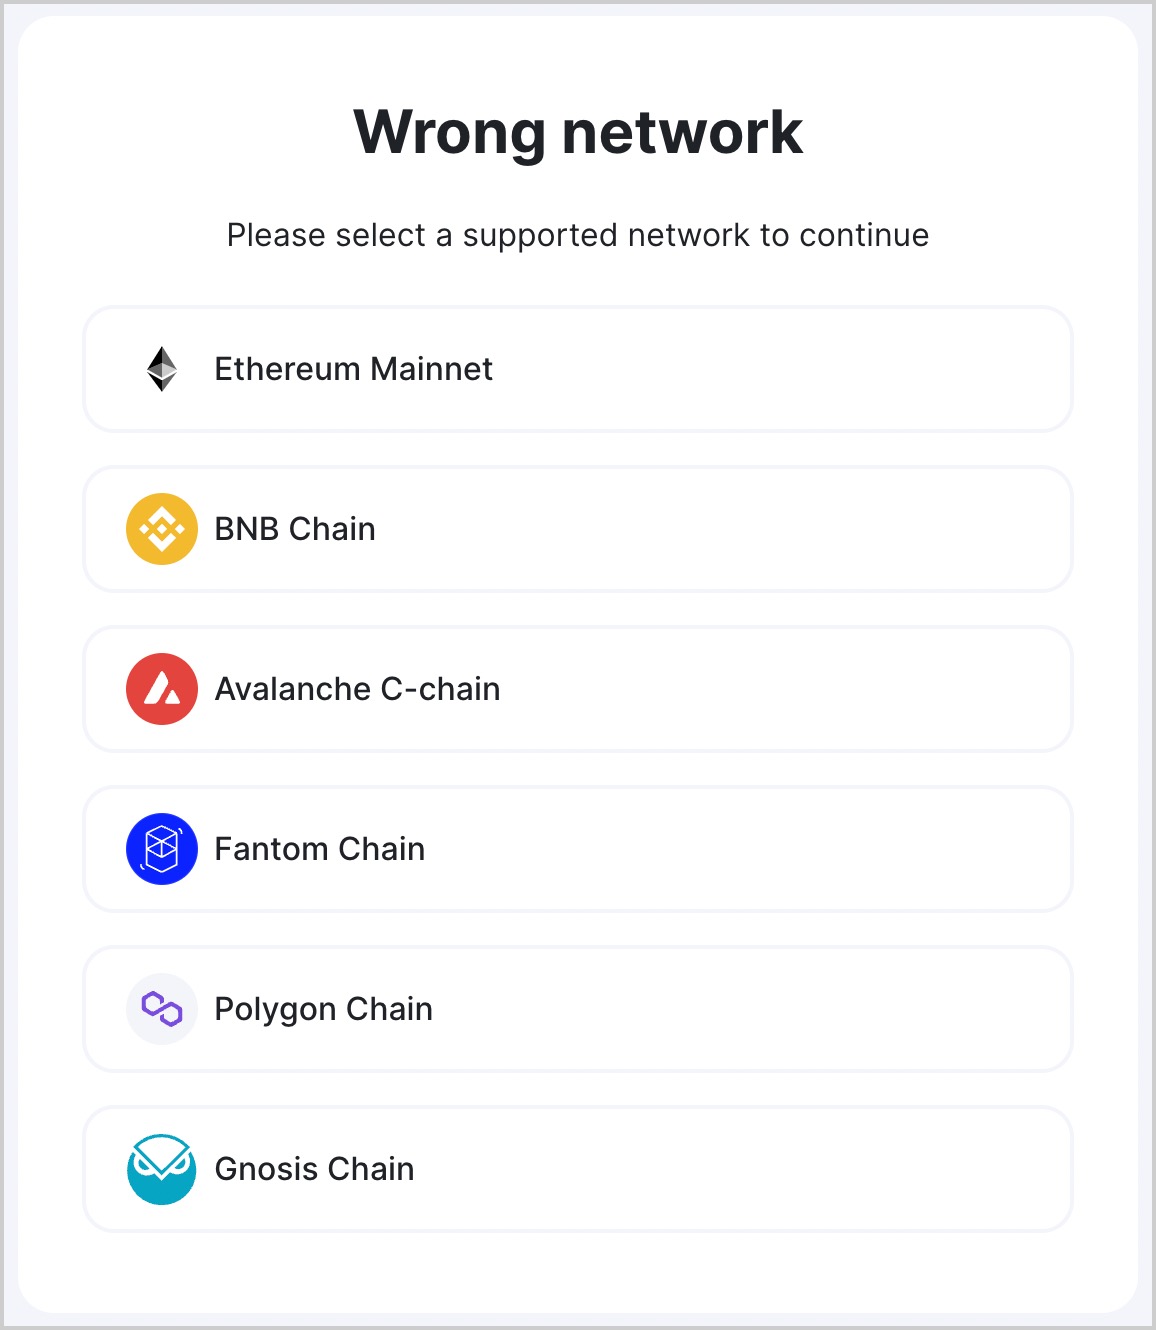 Wrong network
Please select a supported network to continue
Ethereum Mainnet
BNB Chain
Avalanche C-chain
Fantom Chain
Polygon Chain
Gnosis Chain